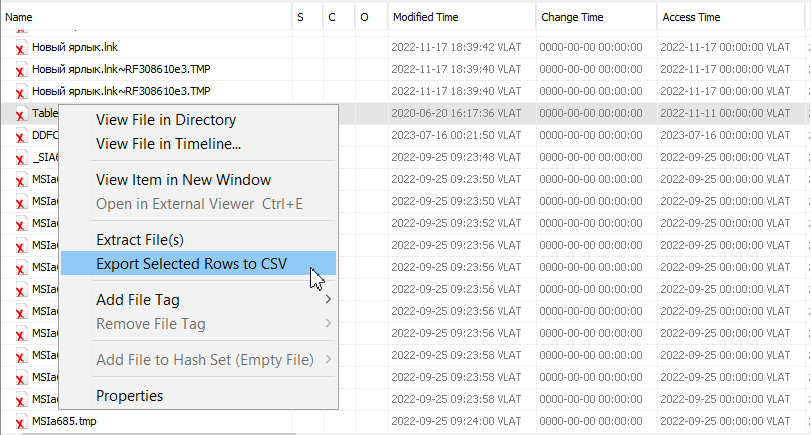 Name S C O Modified Time Change Time Access Time
Новый ярлык.lnk 2022-11-17 18:39:42 VLAT 0000-00-00 00:00:00 2022-11-17 00:00:00 VLAT
Новый ярлык.lnk~RF308610e3.TMP 2022-11-17 18:39:40 VLAT 0000-00-00 00:00:00 2022-11-17 00:00:00 VLAT
Новый ярлык.lnk~RF308610e3.TMP 2022-11-17 18:39:40 VLAT 0000-00-00 00:00:00 2022-11-17 00:00:00 VLAT
Table 2020-06-20 16:17:36 VLAT 0000-00-00 00:00:00 2022-11-11 00:00:00 VLAT
DDFC 2023-07-16 00:21:50 VLAT 0000-00-00 00:00:00 2023-07-16 00:00:00 VLAT
_SIA6 2022-09-25 09:23:48 VLAT 0000-00-00 00:00:00 2022-09-25 00:00:00 VLAT
MSIa6 2022-09-25 09:23:50 VLAT 0000-00-00 00:00:00 2022-09-25 00:00:00 VLAT
MSIa6 2022-09-25 09:23:50 VLAT 0000-00-00 00:00:00 2022-09-25 00:00:00 VLAT
MSIa6 2022-09-25 09:23:52 VLAT 0000-00-00 00:00:00 2022-09-25 00:00:00 VLAT
MSIa6 2022-09-25 09:23:56 VLAT 0000-00-00 00:00:00 2022-09-25 00:00:00 VLAT
MSIa6 2022-09-25 09:23:56 VLAT 0000-00-00 00:00:00 2022-09-25 00:00:00 VLAT
MSIa6 2022-09-25 09:23:56 VLAT 0000-00-00 00:00:00 2022-09-25 00:00:00 VLAT
MSIa6 2022-09-25 09:23:56 VLAT 0000-00-00 00:00:00 2022-09-25 00:00:00 VLAT
MSIa6 2022-09-25 09:23:56 VLAT 0000-00-00 00:00:00 2022-09-25 00:00:00 VLAT
MSIa6 2022-09-25 09:23:58 VLAT 0000-00-00 00:00:00 2022-09-25 00:00:00 VLAT
MSIa6 2022-09-25 09:23:58 VLAT 0000-00-00 00:00:00 2022-09-25 00:00:00 VLAT
MSIa6 2022-09-25 09:23:58 VLAT 0000-00-00 00:00:00 2022-09-25 00:00:00 VLAT
MSIa685.tmp 2022-09-25 09:24:00 VLAT 0000-00-00 00:00:00 2022-09-25 00:00:00 VLAT
View File in Directory
View File in Timeline...
View Item in New Window
Open in External Viewer Ctrl+E
Extract File(s)
Export Selected Rows to CSV
Add File Tag
Remove File Tag
Add File to Hash Set (Empty File)
Properties